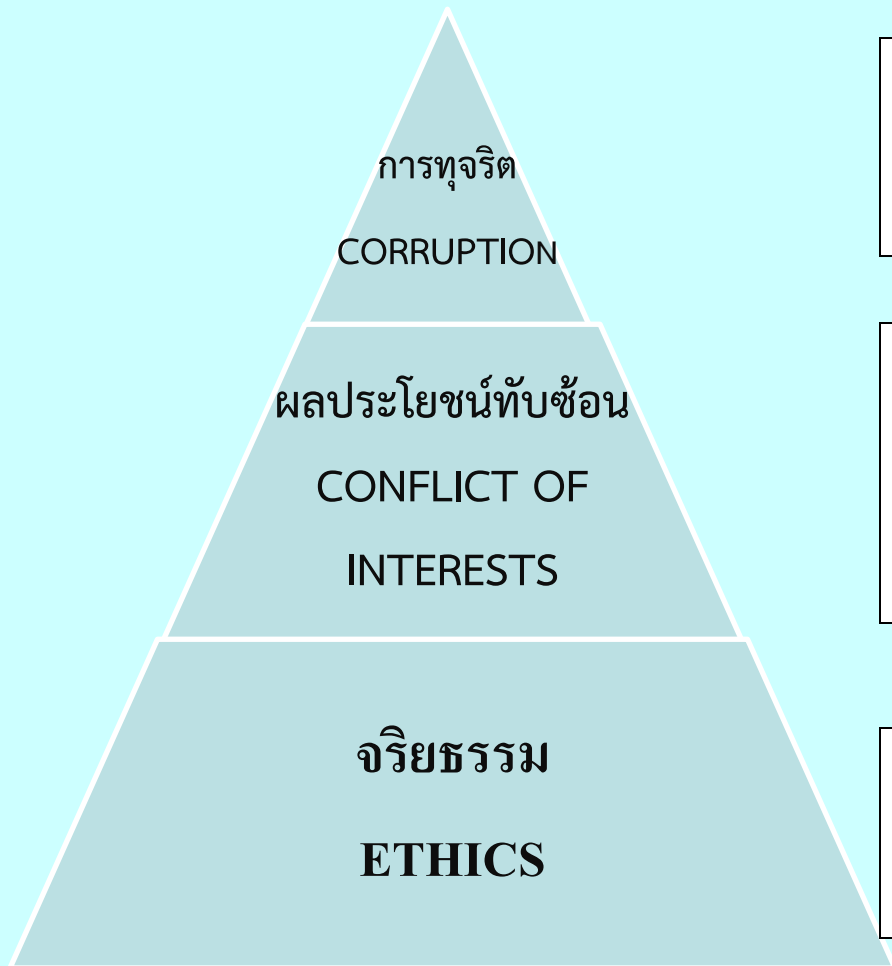 การทุจริต
CORRUPTION
ผลประโยชน์ทับซ้อน
CONFLICT OF
INTERESTS
จริยธรรม
ETHICS